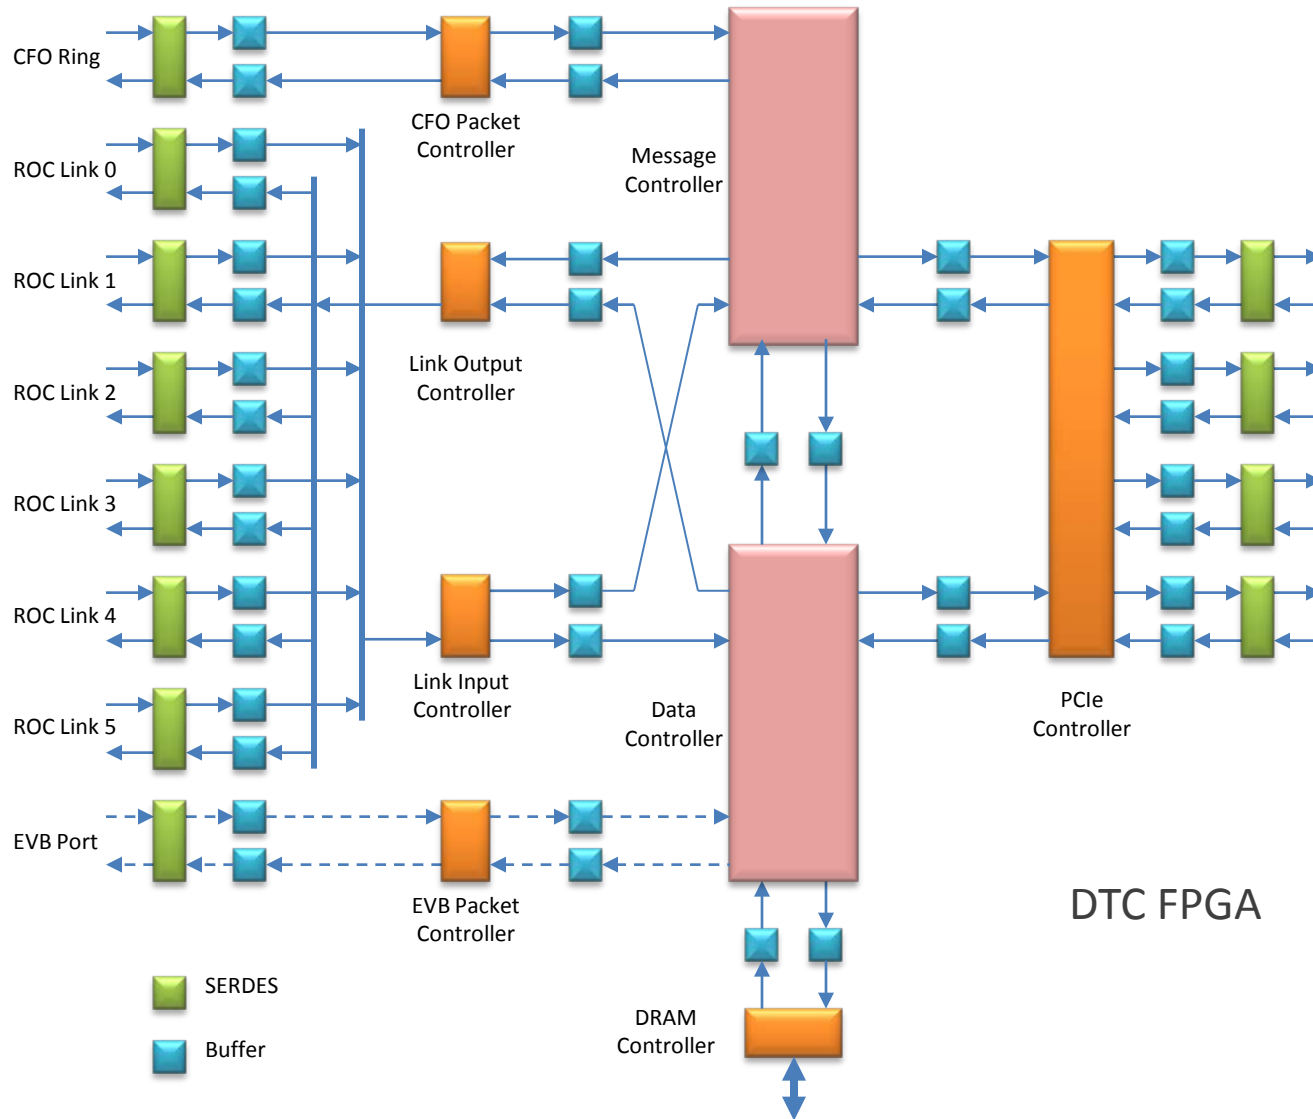 CFO Ring
CFO Packet
Controller
ROC Link 0
Message
Controller
ROC Link 1
Link Output
Controller
ROC Link 2
ROC Link 3
ROC Link 4
Link Input
Controller
ROC Link 5
Data
Controller
PCIe
Controller
EVB Port
EVB Packet
Controller
DTC FPGA
SERDES
Buffer
DRAM
Controller